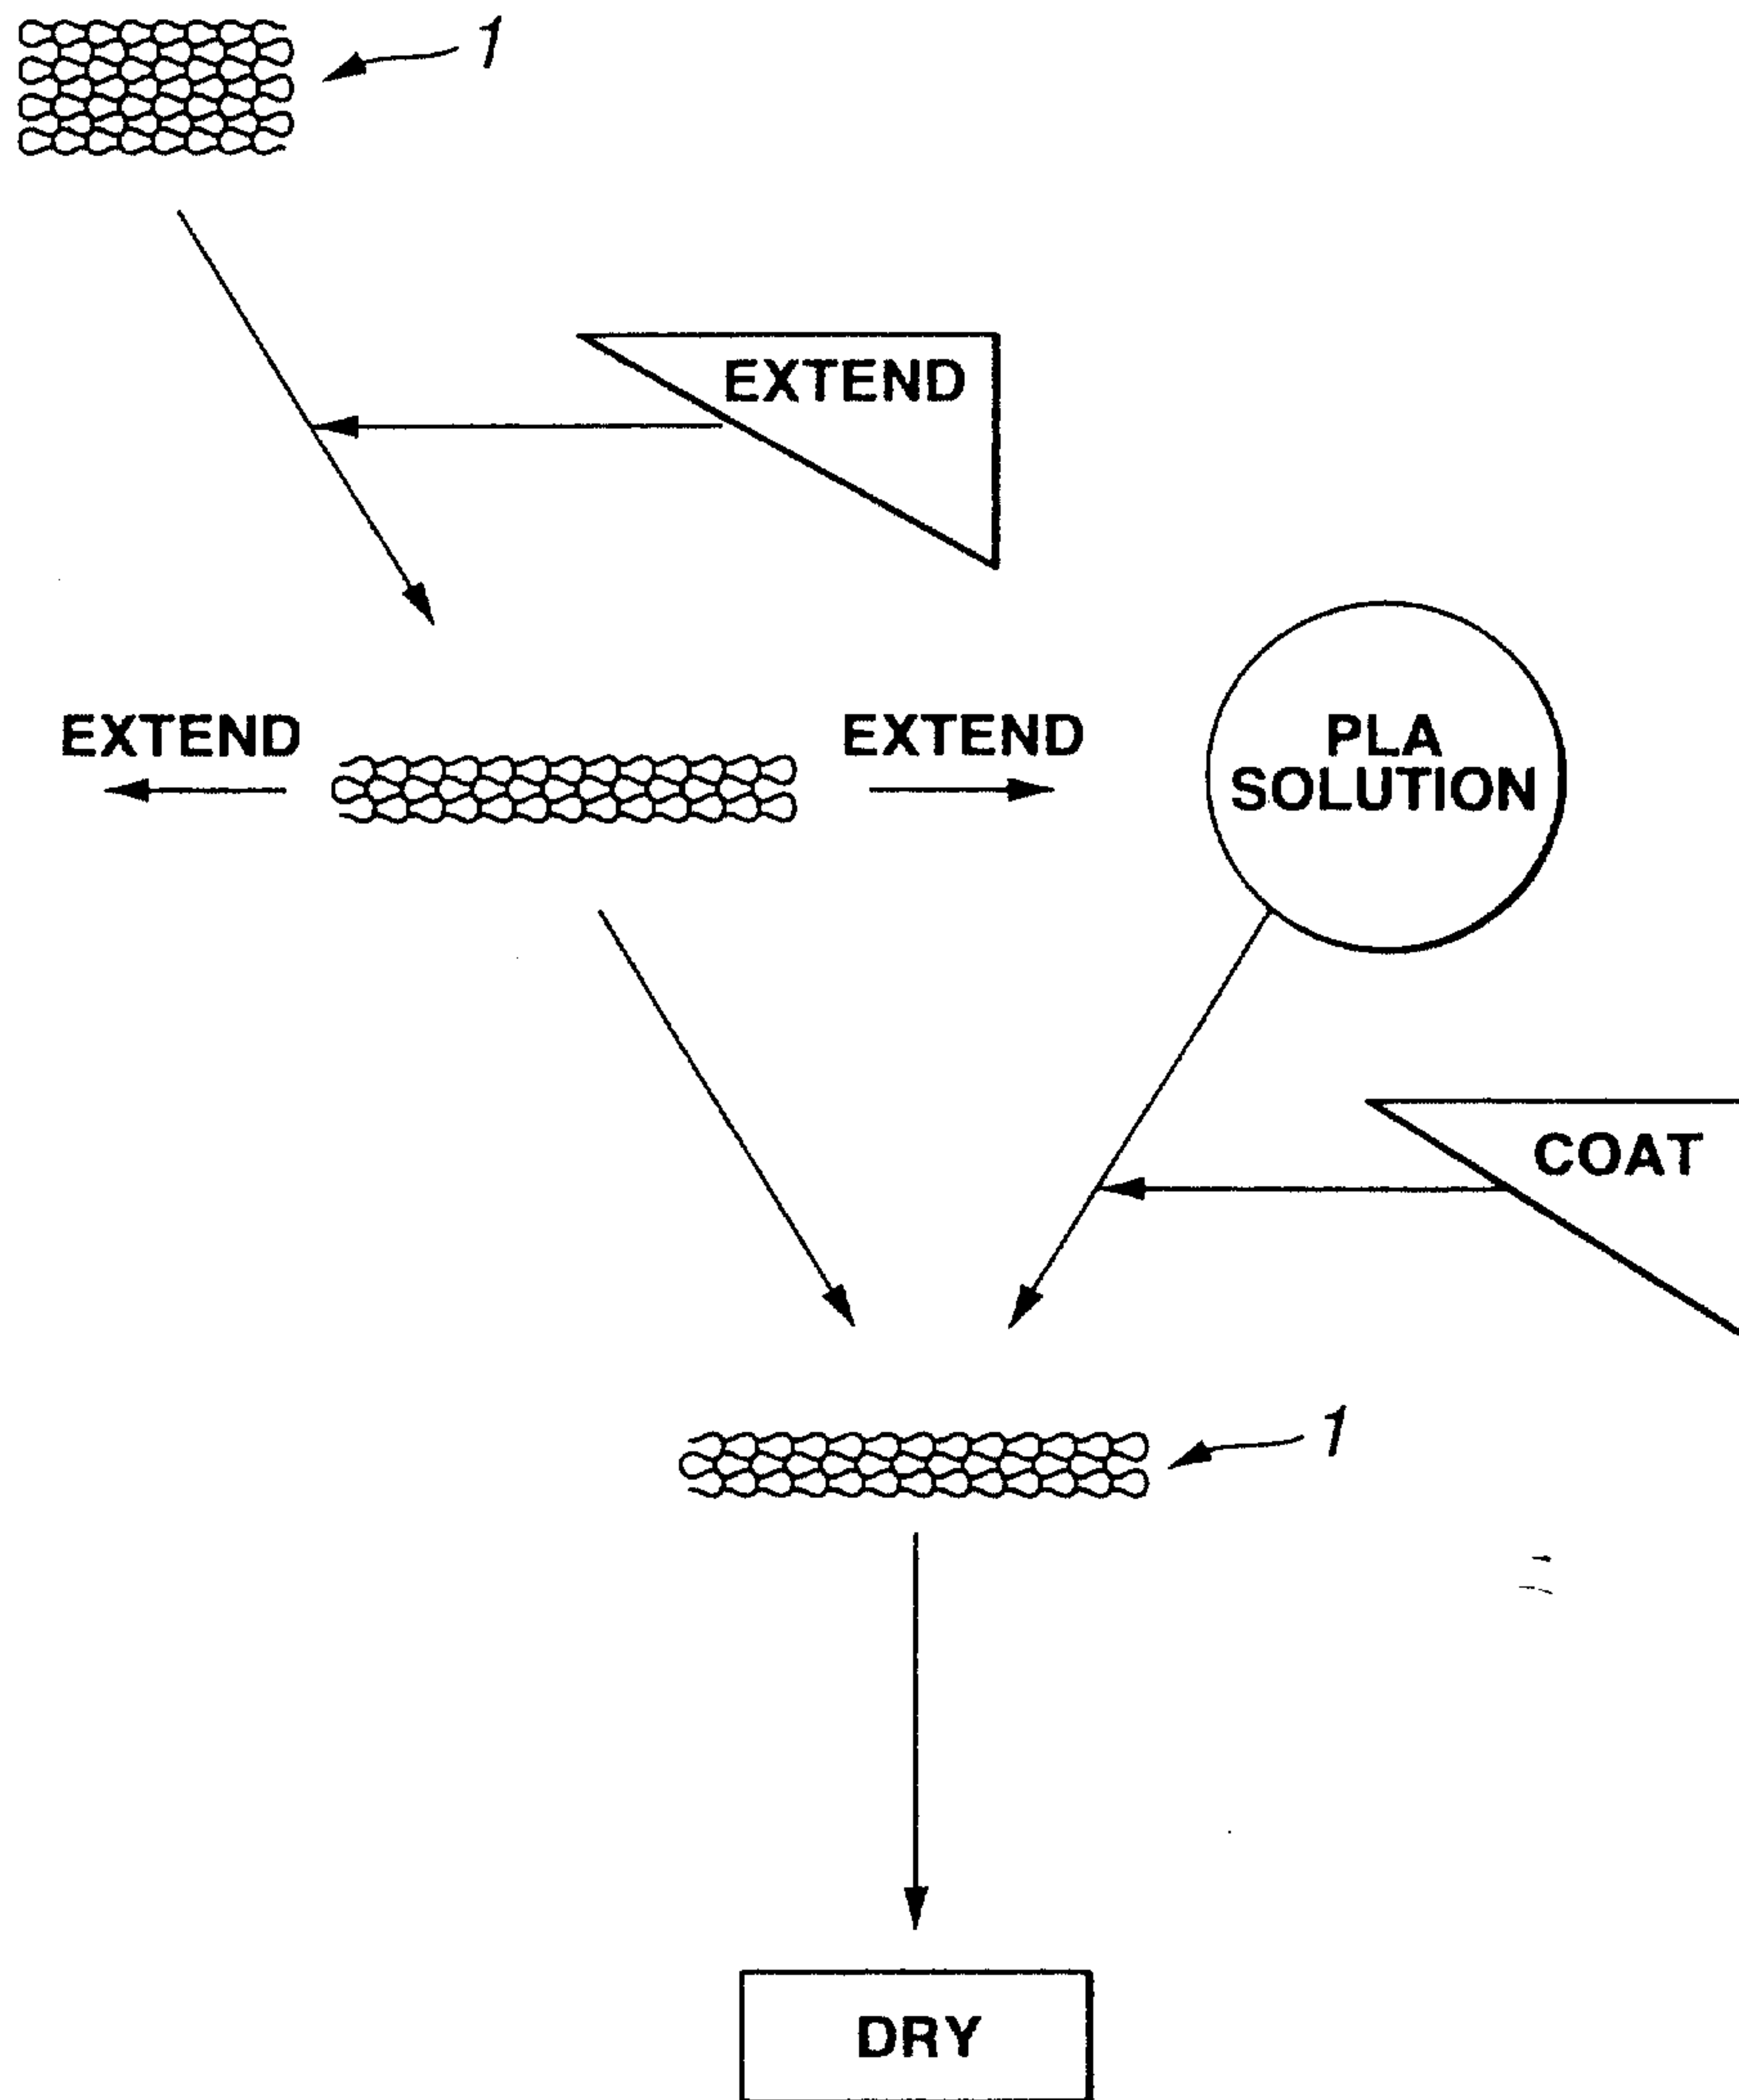 1
EXTEND
EXTEND
EXTEND
PLA
SOLUTION
COAT
1
DRY